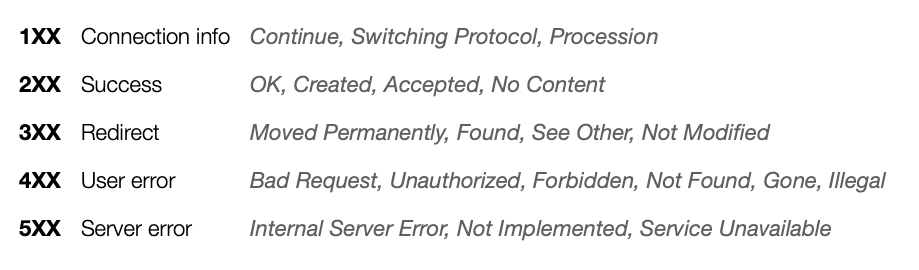 1XX Connection info Continue, Switching Protocol, Procession
2XX Success OK, Created, Accepted, No Content
3XX Redirect Moved Permanently, Found, See Other, Not Modified
4XX User error Bad Request, Unauthorized, Forbidden, Not Found, Gone, Illegal
5XX Server error Internal Server Error, Not Implemented, Service Unavailable